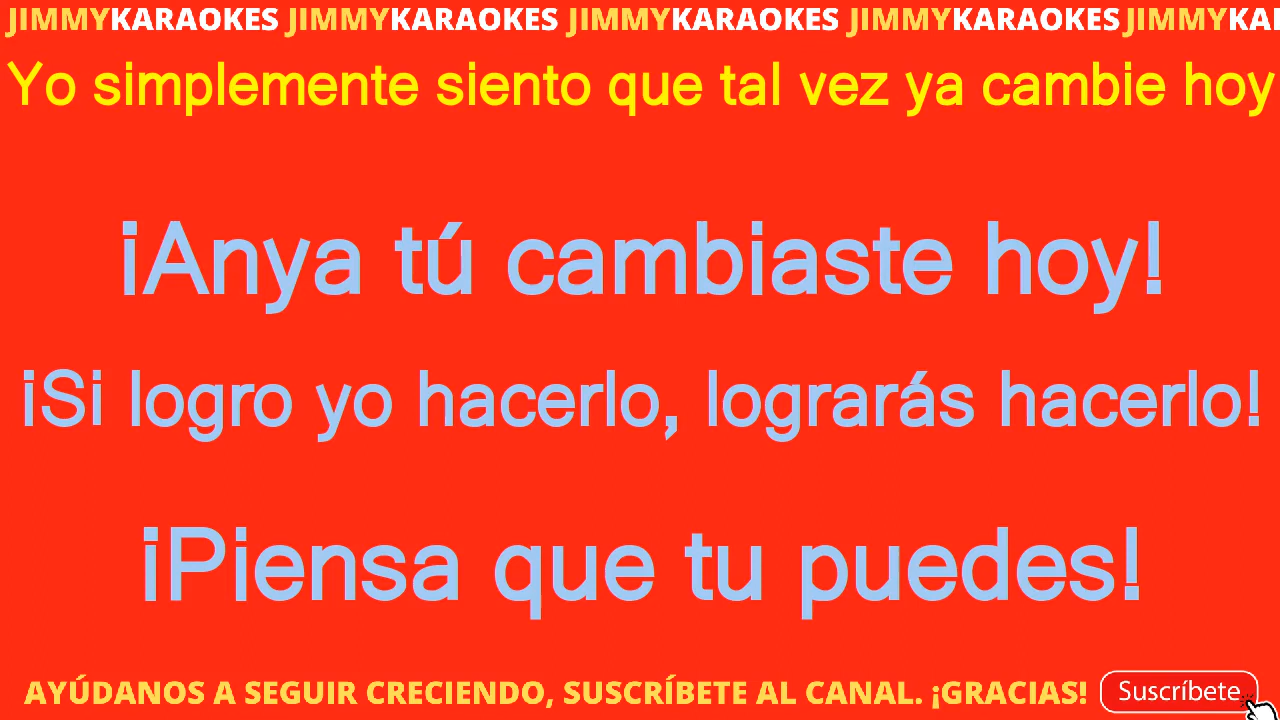 JIMMYKARAOKES JIMMYKARAOKES JIMMYKARAOKES JIMMYKARAOKES JIMMYKA
Yo simplemente siento que tal vez ya cambie hoy
¡Anya tú cambiaste hoy!
¡Si logro yo hacerlo, lograrás hacerlo!
¡Piensa que tu puedes!
AYÚDANOS A SEGUIR CRECIENDO, SUSCRÍBETE AL CANAL. ¡GRACIAS! Suscríbete